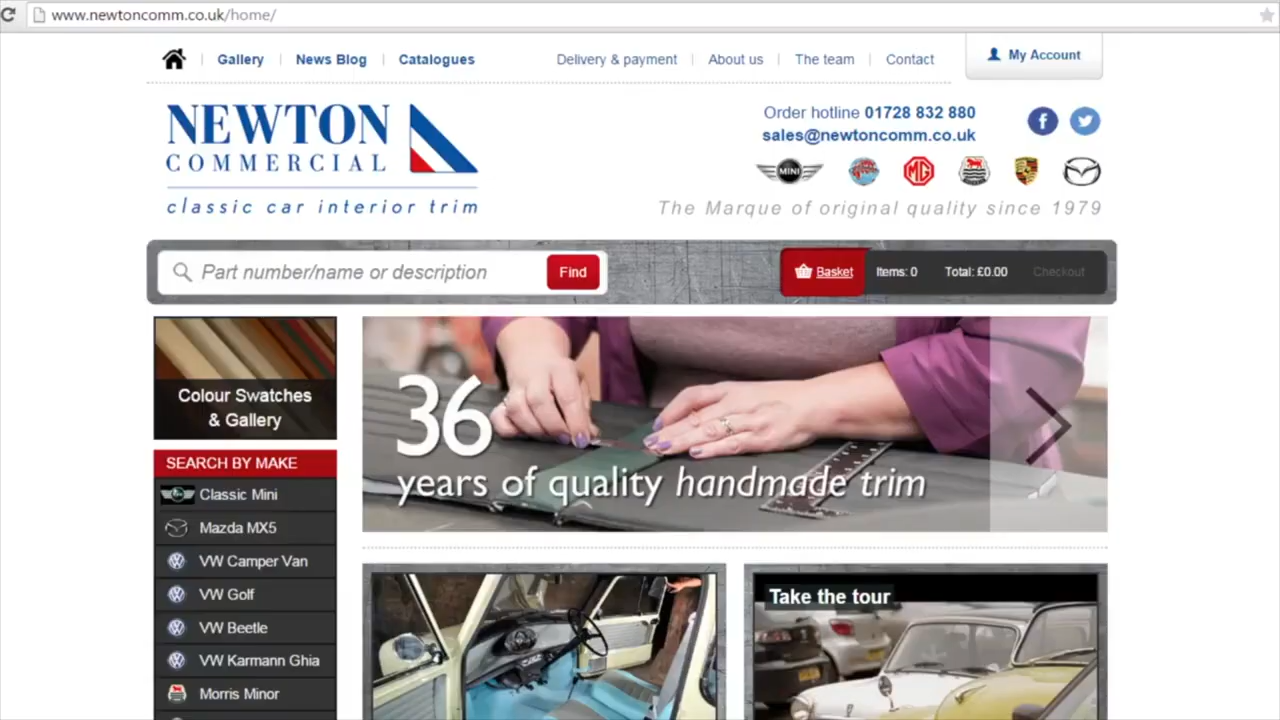 www.newtoncomm.co.uk/home/
Gallery
News Blog
Catalogues
Delivery & payment
About us
The team
Contact
My Account
NEWTON
COMMERCIAL
classic car interior trim
Order hotline 01728 832 880
sales@newtoncomm.co.uk
MINI
MG
The Marque of original quality since 1979
Part number/name or description
Find
Basket
Items: 0
Total: £0.00
Checkout
Colour Swatches
& Gallery
36
years of quality handmade trim
SEARCH BY MAKE
Classic Mini
Mazda MX5
VW Camper Van
VW Golf
VW Beetle
VW Karmann Ghia
Morris Minor
Take the tour